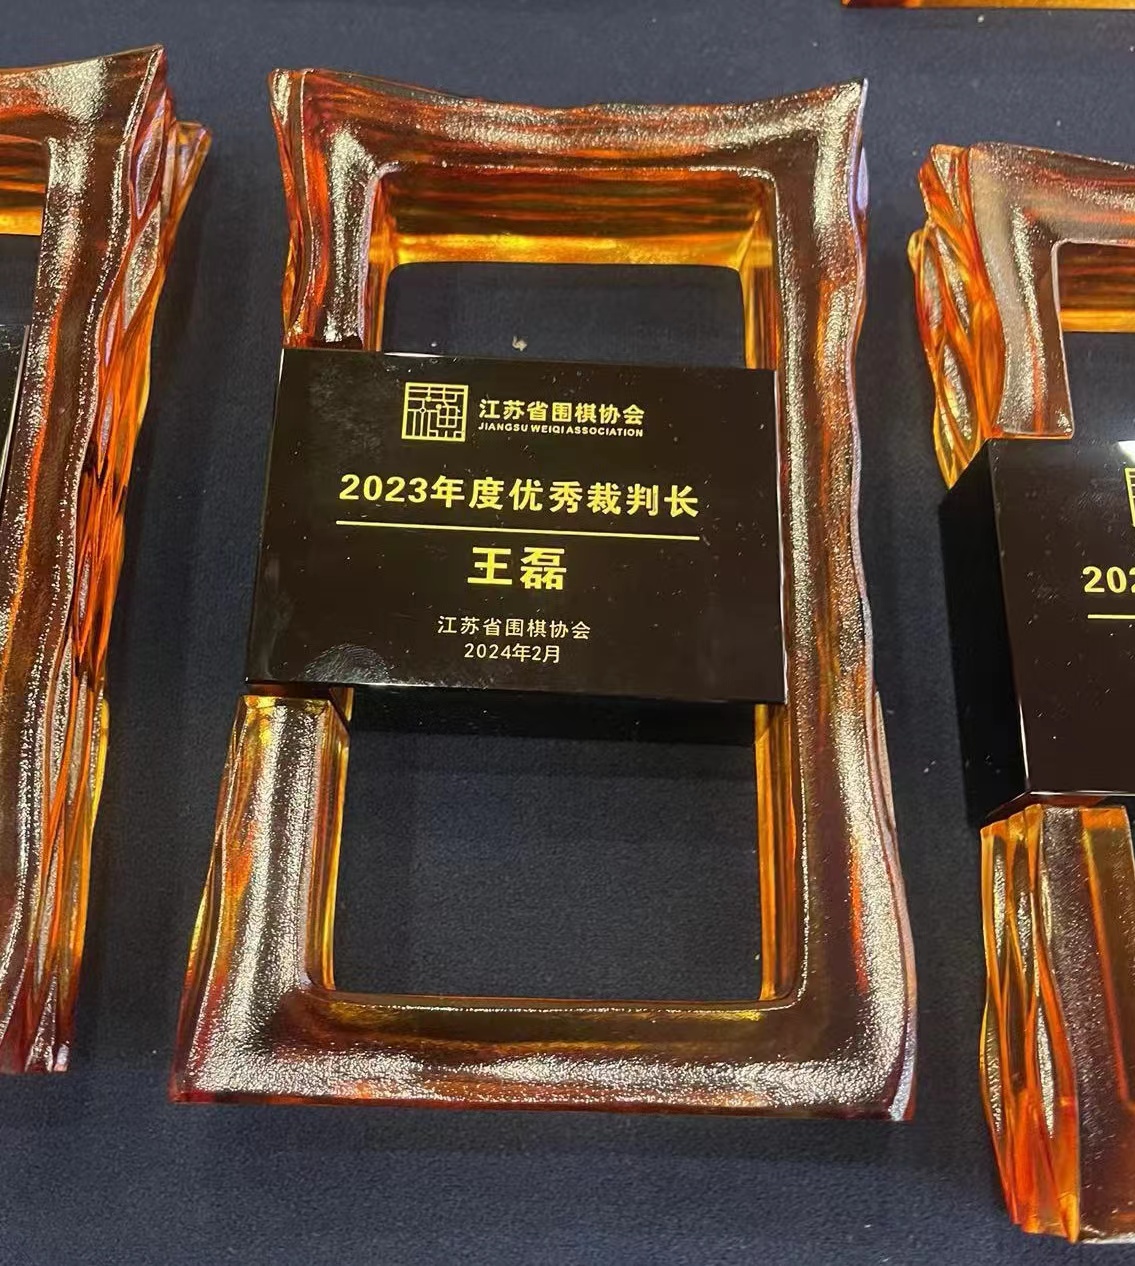 江苏省围棋协会
JIANGSU WEIQI ASSOCIATION
2023年度优秀裁判长
王磊
江苏省围棋协会
2024年2月
202